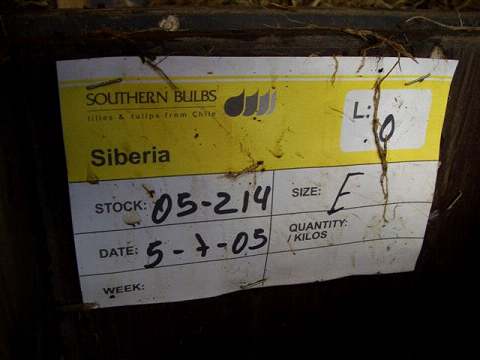 SOUTHERN BULBS
lilies & tulips from Chile
L: 0
Siberia
STOCK: 05-214
SIZE: E
DATE: 5-7-05
QUANTITY:
/ KILOS
WEEK: